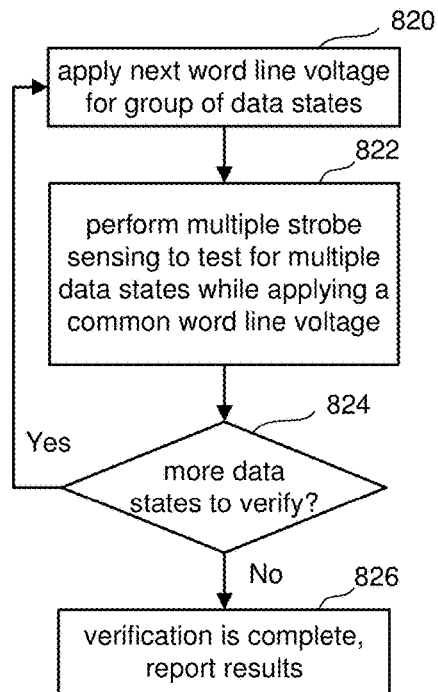 820
apply next word line voltage
for group of data states
822
perform multiple strobe
sensing to test for multiple
data states while applying a
common word line voltage
824
Yes
more data
states to verify?
No
826
verification is complete,
report results